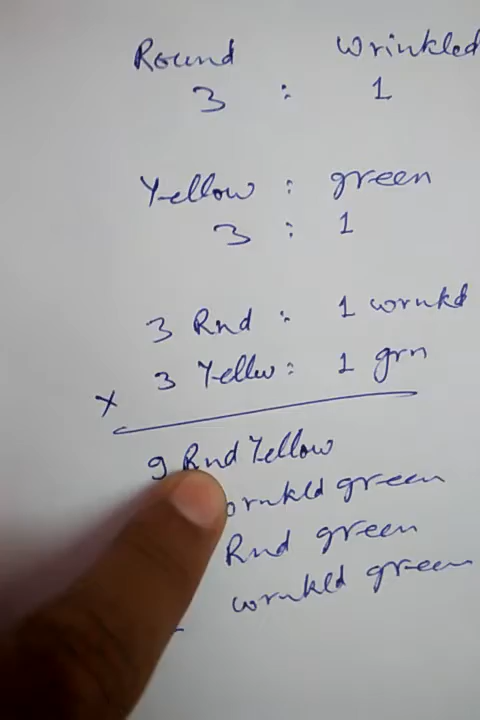 Round Wrinkled
3 : 1
Yellow : green
3 : 1
3 Rnd : 1 wrnkd
3 Yellw : 1 grn
×
9 Rnd Yellow
wrnkld green
Rnd green
wrnkld green